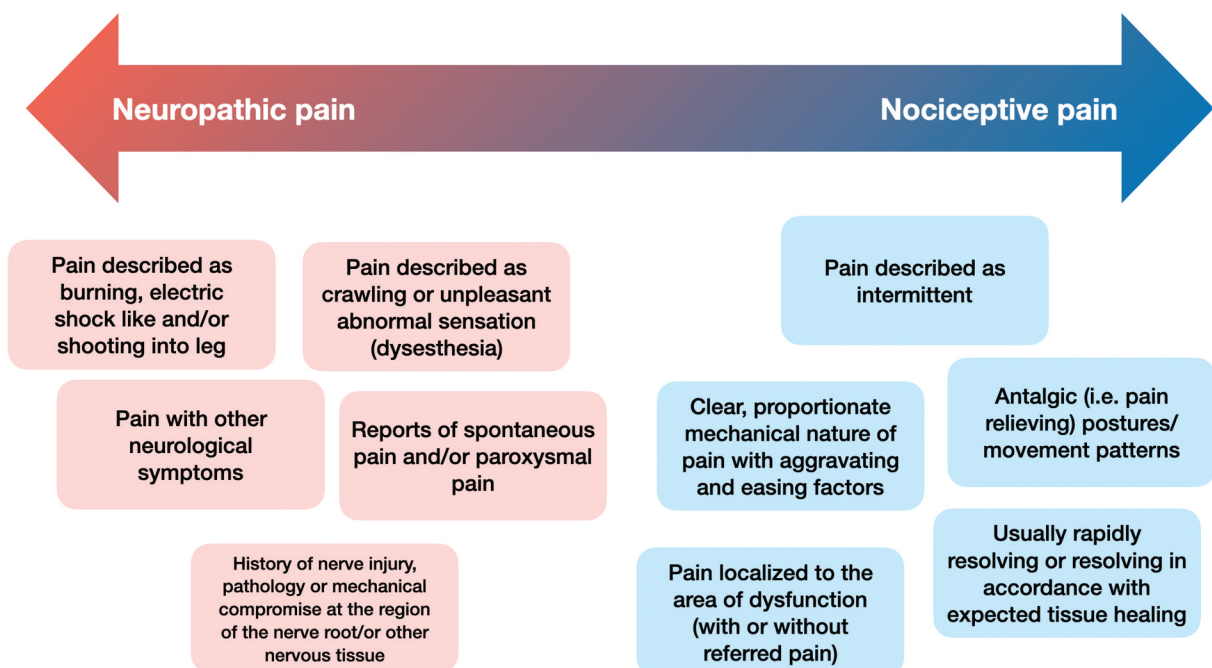 Neuropathic pain
Nociceptive pain
Pain described as
burning, electric
shock like and/or
shooting into leg
Pain described as
crawling or unpleasant
abnormal sensation
(dysesthesia)
Pain with other
neurological
symptoms
Reports of spontaneous
pain and/or paroxysmal
pain
History of nerve injury,
pathology or mechanical
compromise at the region
of the nerve root/or other
nervous tissue
Pain described as
intermittent
Clear, proportionate
mechanical nature of
pain with aggravating
and easing factors
Antalgic (i.e. pain
relieving) postures/
movement patterns
Pain localized to the
area of dysfunction
(with or without
referred pain)
Usually rapidly
resolving or resolving in
accordance with
expected tissue healing